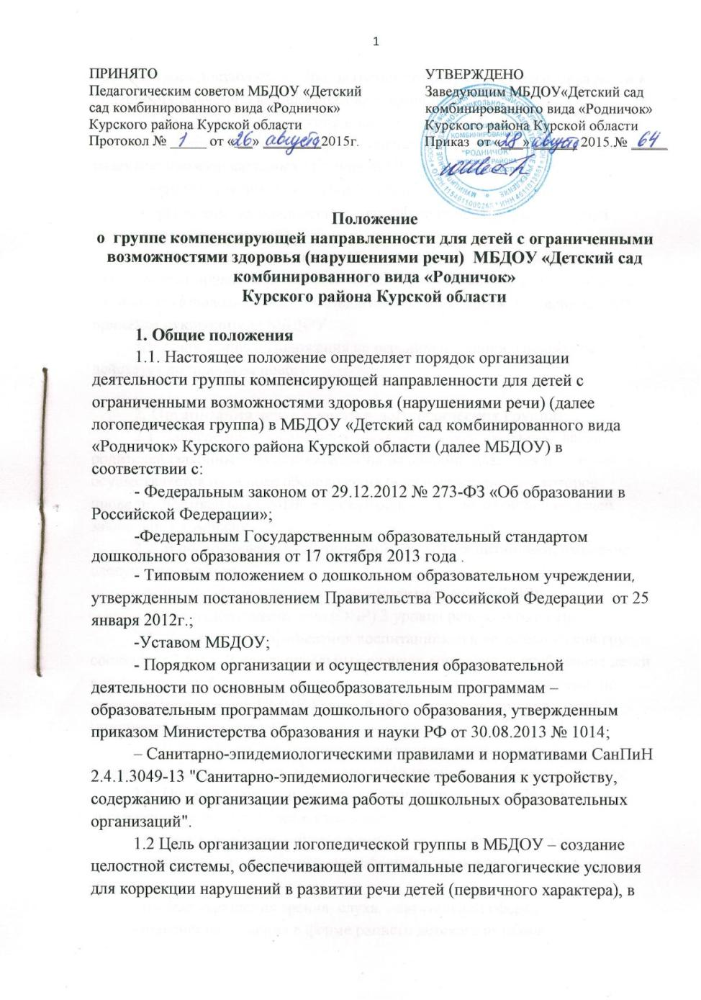 1
ПРИНЯТО
Педагогическим советом МБДОУ «Детский
сад комбинированного вида «Родничок»
Курского района Курской области
Протокол № 1 от «26» августа 2015г.
УТВЕРЖДЕНО
Заведующим МБДОУ«Детский сад
комбинированного вида «Родничок»
Курского района Курской области
Приказ от «28» августа 2015.№ 64
КОМБИНИРОВАННОГО
ВИДА
"РОДНИЧОК"
КУРСКОГО РАЙОНА
Положение
о группе компенсирующей направленности для детей с ограниченными
возможностями здоровья (нарушениями речи) МБДОУ «Детский сад
комбинированного вида «Родничок»
Курского района Курской области
1. Общие положения
1.1. Настоящее положение определяет порядок организации
деятельности группы компенсирующей направленности для детей с
ограниченными возможностями здоровья (нарушениями речи) (далее
логопедическая группа) в МБДОУ «Детский сад комбинированного вида
«Родничок» Курского района Курской области (далее МБДОУ) в
соответствии с:
- Федеральным законом от 29.12.2012 № 273-ФЗ «Об образовании в
Российской Федерации»;
-Федеральным Государственным образовательный стандартом
дошкольного образования от 17 октября 2013 года .
- Типовым положением о дошкольном образовательном учреждении,
утвержденным постановлением Правительства Российской Федерации от 25
января 2012г.;
-Уставом МБДОУ;
- Порядком организации и осуществления образовательной
деятельности по основным общеобразовательным программам –
образовательным программам дошкольного образования, утвержденным
приказом Министерства образования и науки РФ от 30.08.2013 № 1014;
– Санитарно-эпидемиологическими правилами и нормативами СанПиН
2.4.1.3049-13 "Санитарно-эпидемиологические требования к устройству,
содержанию и организации режима работы дошкольных образовательных
организаций".
1.2 Цель организации логопедической группы в МБДОУ – создание
целостной системы, обеспечивающей оптимальные педагогические условия
для коррекции нарушений в развитии речи детей (первичного характера), в